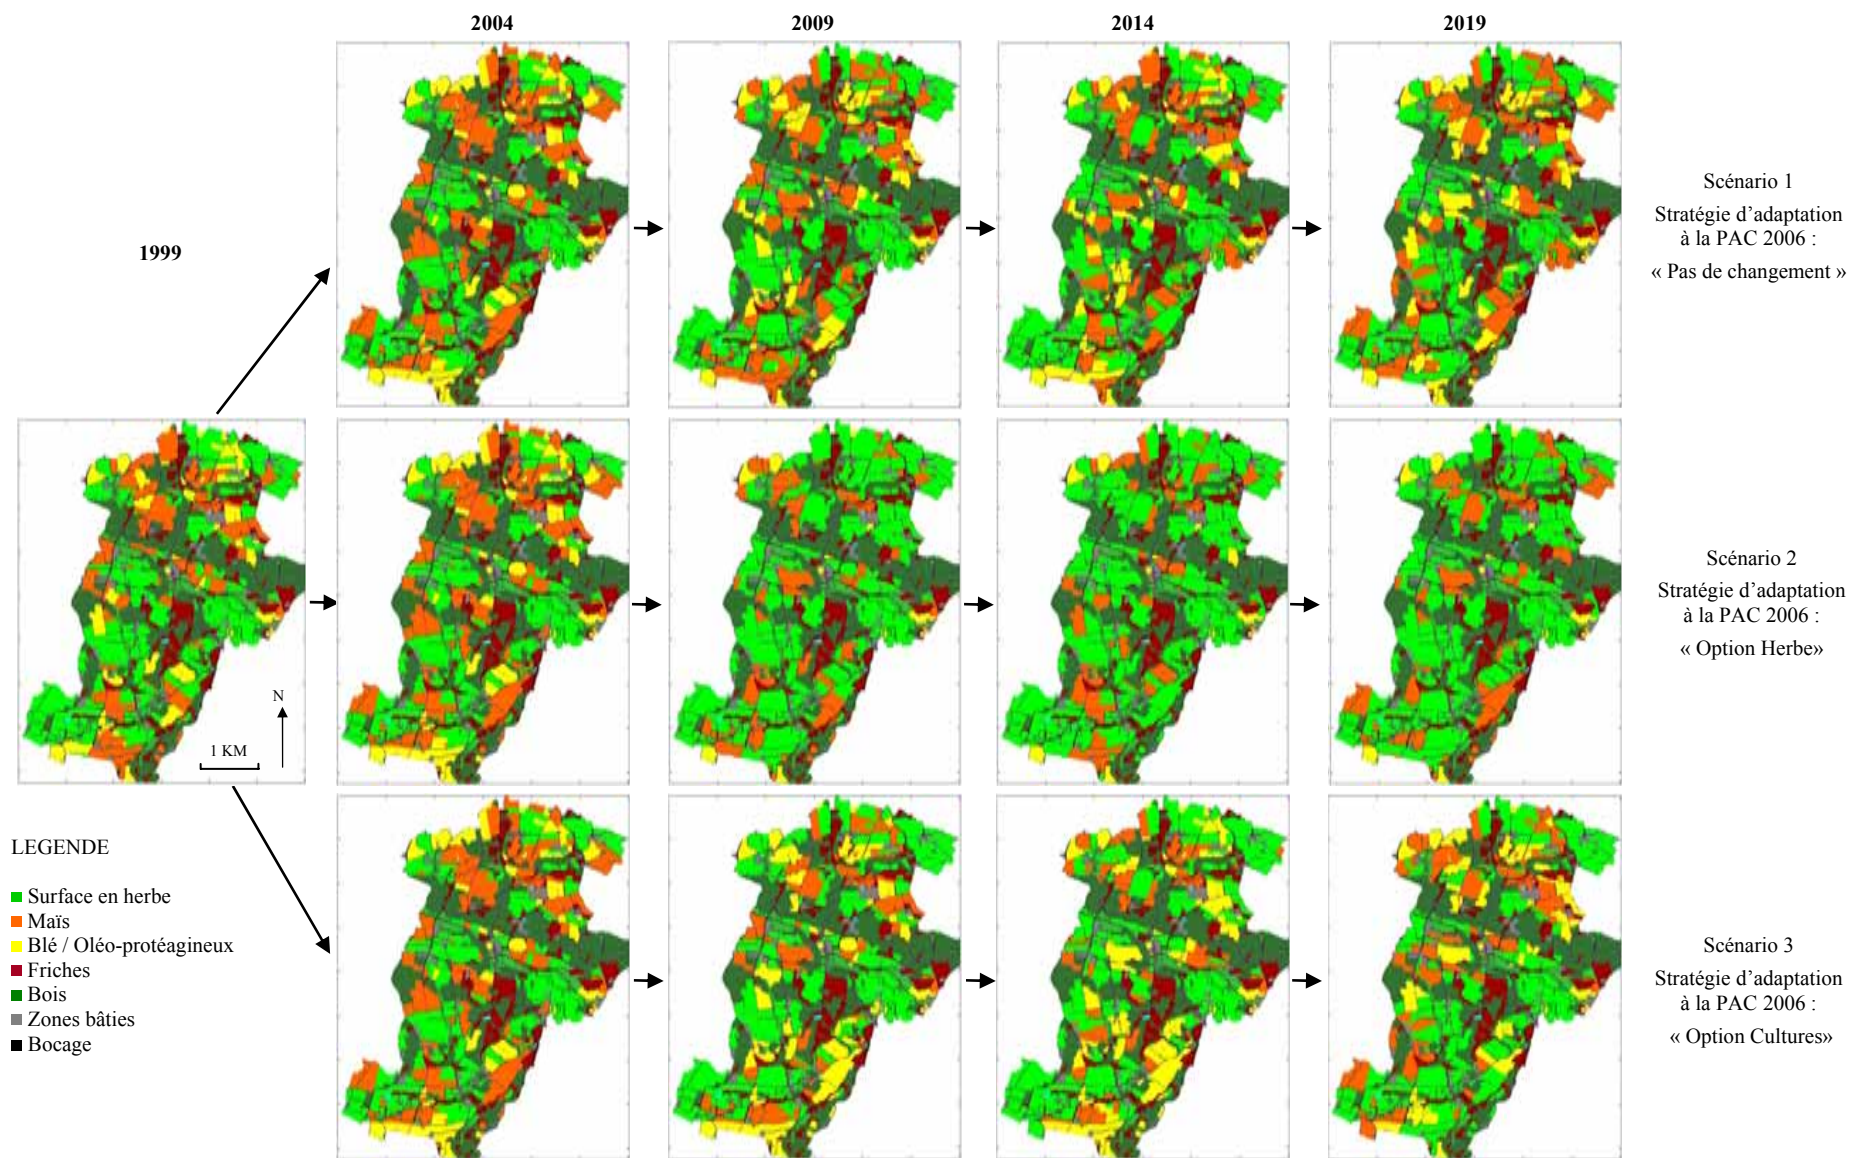 2004
2009
2014
2019
1999
Scénario 1
Stratégie d’adaptation
à la PAC 2006 :
« Pas de changement »
Scénario 2
Stratégie d’adaptation
à la PAC 2006 :
« Option Herbe»
N
1 KM
LEGENDE
Surface en herbe
Maïs
Blé / Oléo-protéagineux
Friches
Bois
Zones bâties
Bocage
Scénario 3
Stratégie d’adaptation
à la PAC 2006 :
« Option Cultures»